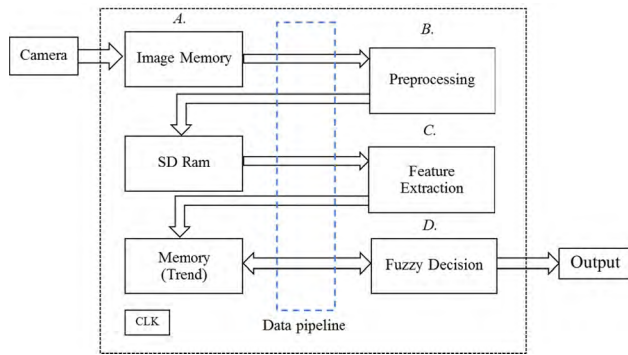 A.
B.
Camera
Image Memory
Preprocessing
C.
SD Ram
Feature
Extraction
D.
Memory
(Trend)
Fuzzy Decision
Output
CLK
Data pipeline